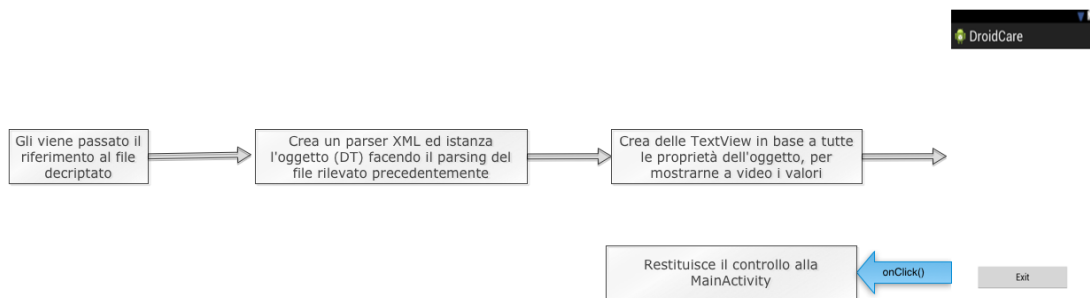 DroidCare
Gli viene passato il
riferimento al file
decriptato
Crea un parser XML ed istanza
l'oggetto (DT) facendo il parsing del
file rilevato precedentemente
Crea delle TextView in base a tutte
le proprietà dell'oggetto, per
mostrarne a video i valori
Restituisce il controllo alla
MainActivity
onClick()
Exit